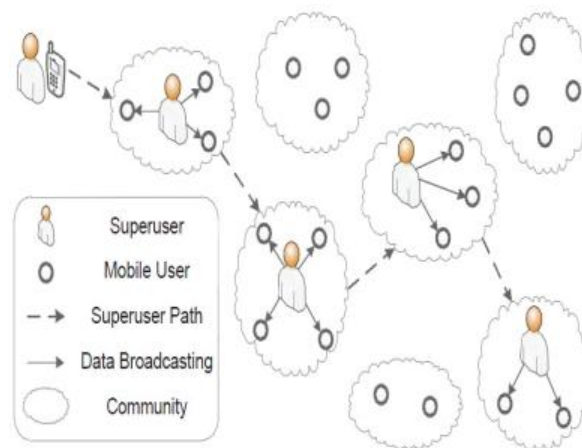 Superuser
Mobile User
Superuser Path
Data Broadcasting
Community